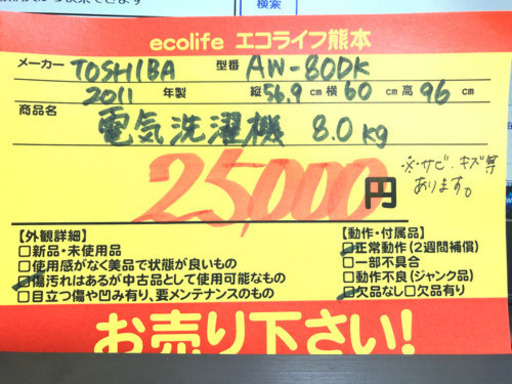 検索
ecolife エコライフ熊本
メーカー TOSHIBA 型番 AW-80DK
2011 年製 縦 56.9 cm 横 60 cm 高 96 cm
商品名 電気洗濯機 8.0kg
※サビ、キズ等
あります。
25,000円
【外観詳細】
□新品・未使用品
□使用感がなく美品で状態が良いもの
□傷汚れはあるが中古品として使用可能なもの
□目立つ傷や凹み有り、要メンテナンスのもの
【動作・付属品】
□正常動作(2週間補償)
□一部不具合
□動作不良(ジャンク品)
□欠品なし□欠品有り
お売り下さい!